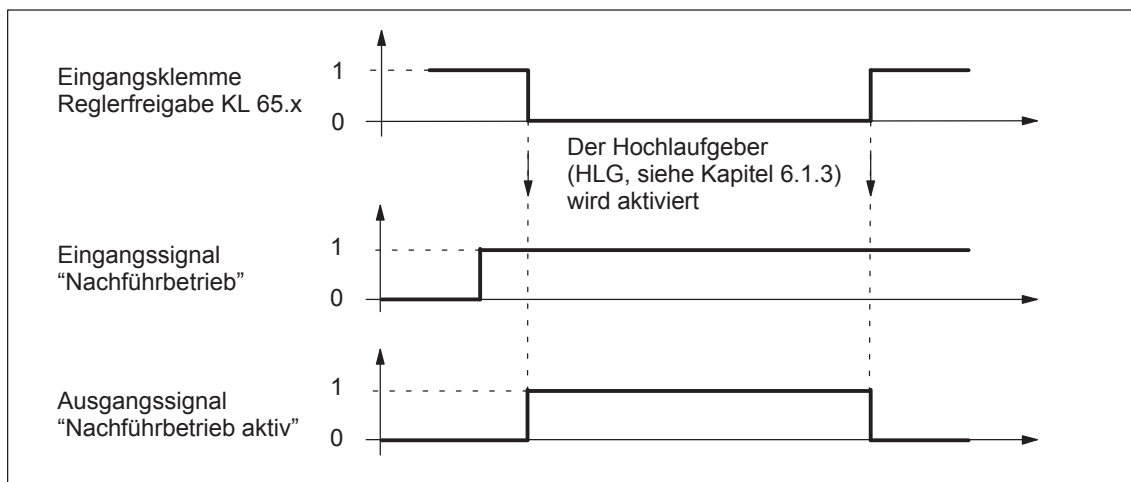 Eingangsklemme
Reglerfreigabe KL 65.x
1
0
Der Hochlaufgeber
(HLG, siehe Kapitel 6.1.3)
wird aktiviert
Eingangssignal
“Nachführbetrieb”
1
0
Ausgangssignal
“Nachführbetrieb aktiv”
1
0